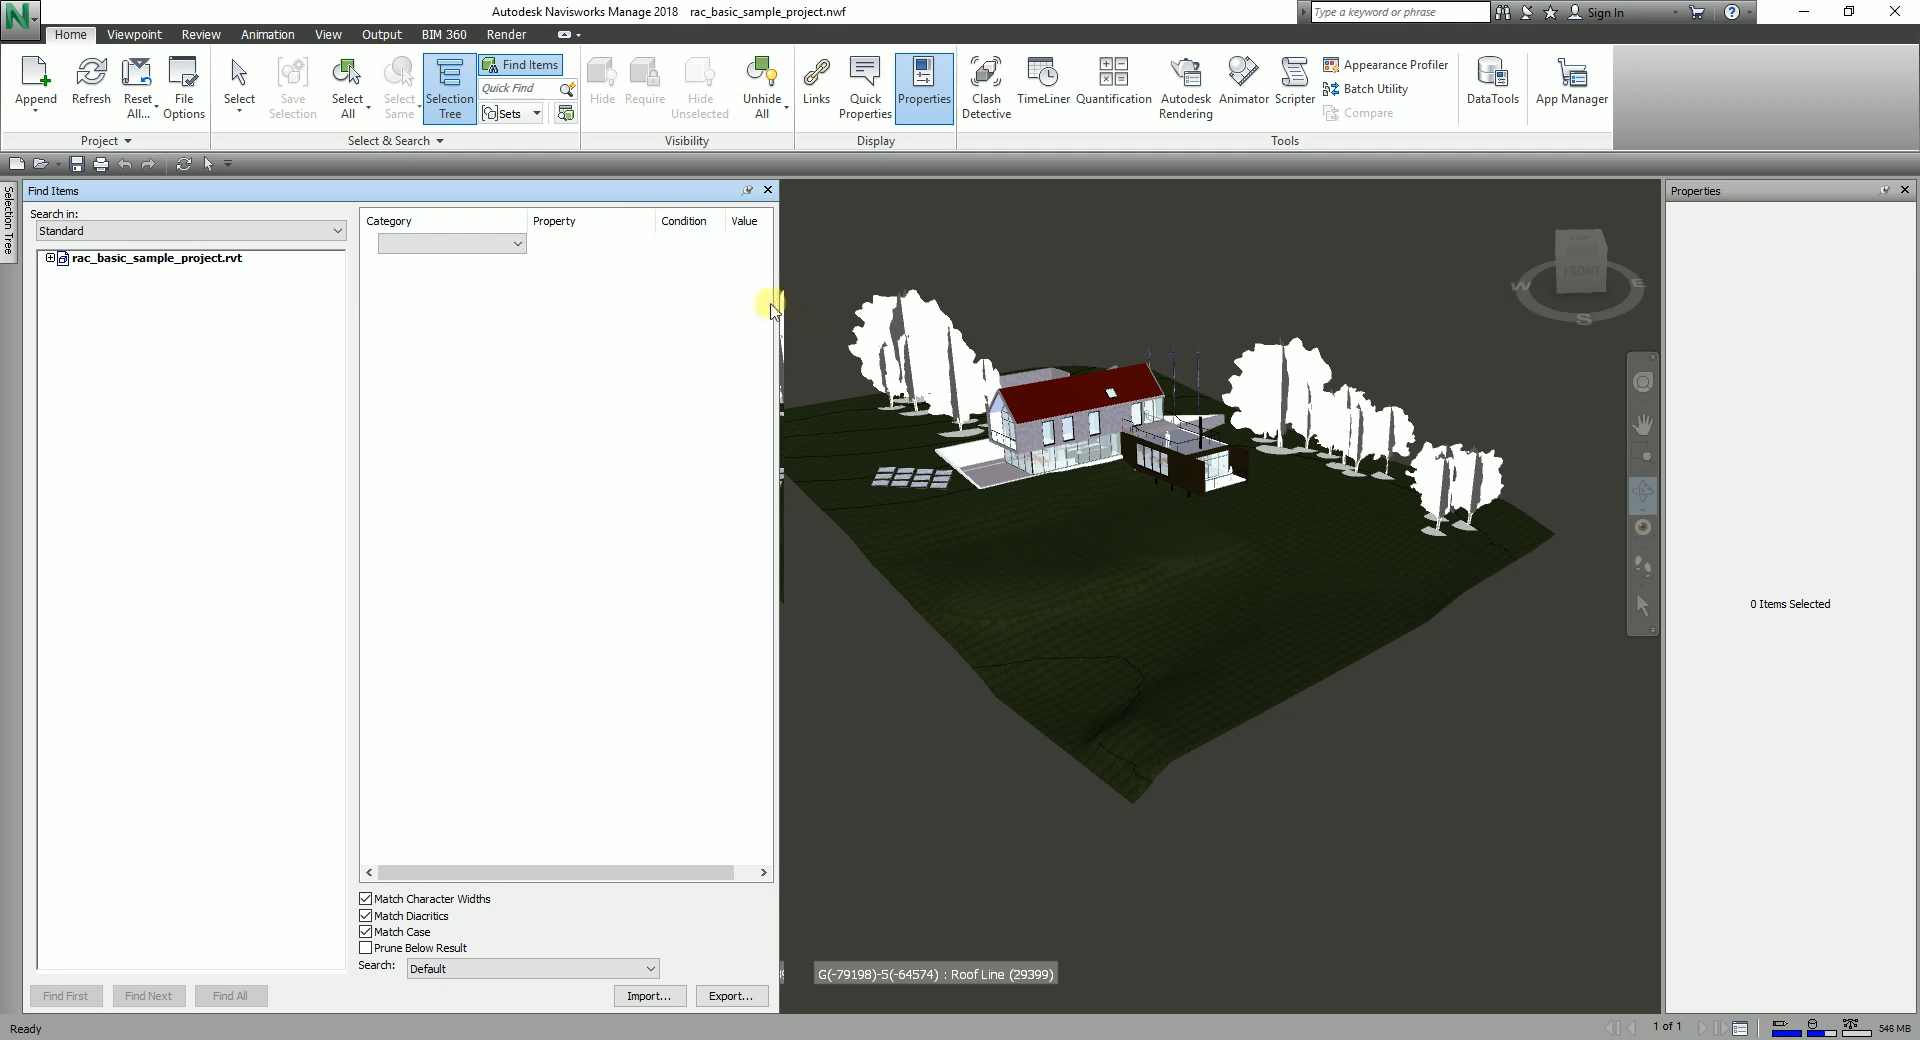 Autodesk Navisworks Manage 2018 rac_basic_sample_project.nwf
Type a keyword or phrase
Sign In
Home Viewpoint Review Animation View Output BIM 360 Render
Append
Refresh
Reset All...
File Options
Project
Select
Save Selection
Select All
Select Same
Selection Tree
Find Items
Quick Find
Sets
Select & Search
Hide
Require
Hide Unselected
Unhide All
Visibility
Links
Quick Properties
Properties
Display
Clash Detective
TimeLiner
Quantification
Autodesk Rendering
Animator
Scripter
Appearance Profiler
Batch Utility
Compare
Tools
DataTools
App Manager
Selection Tree
Find Items
Search in:
Standard
rac_basic_sample_project.rvt
Category Property Condition Value
Match Character Widths
Match Diacritics
Match Case
Prune Below Result
Search: Default
Find First Find Next Find All Import... Export...
TOP
FRONT
W
E
S
G(-79198)-5(-64574) : Roof Line (29399)
Properties
0 Items Selected
Ready
1 of 1
546 MB